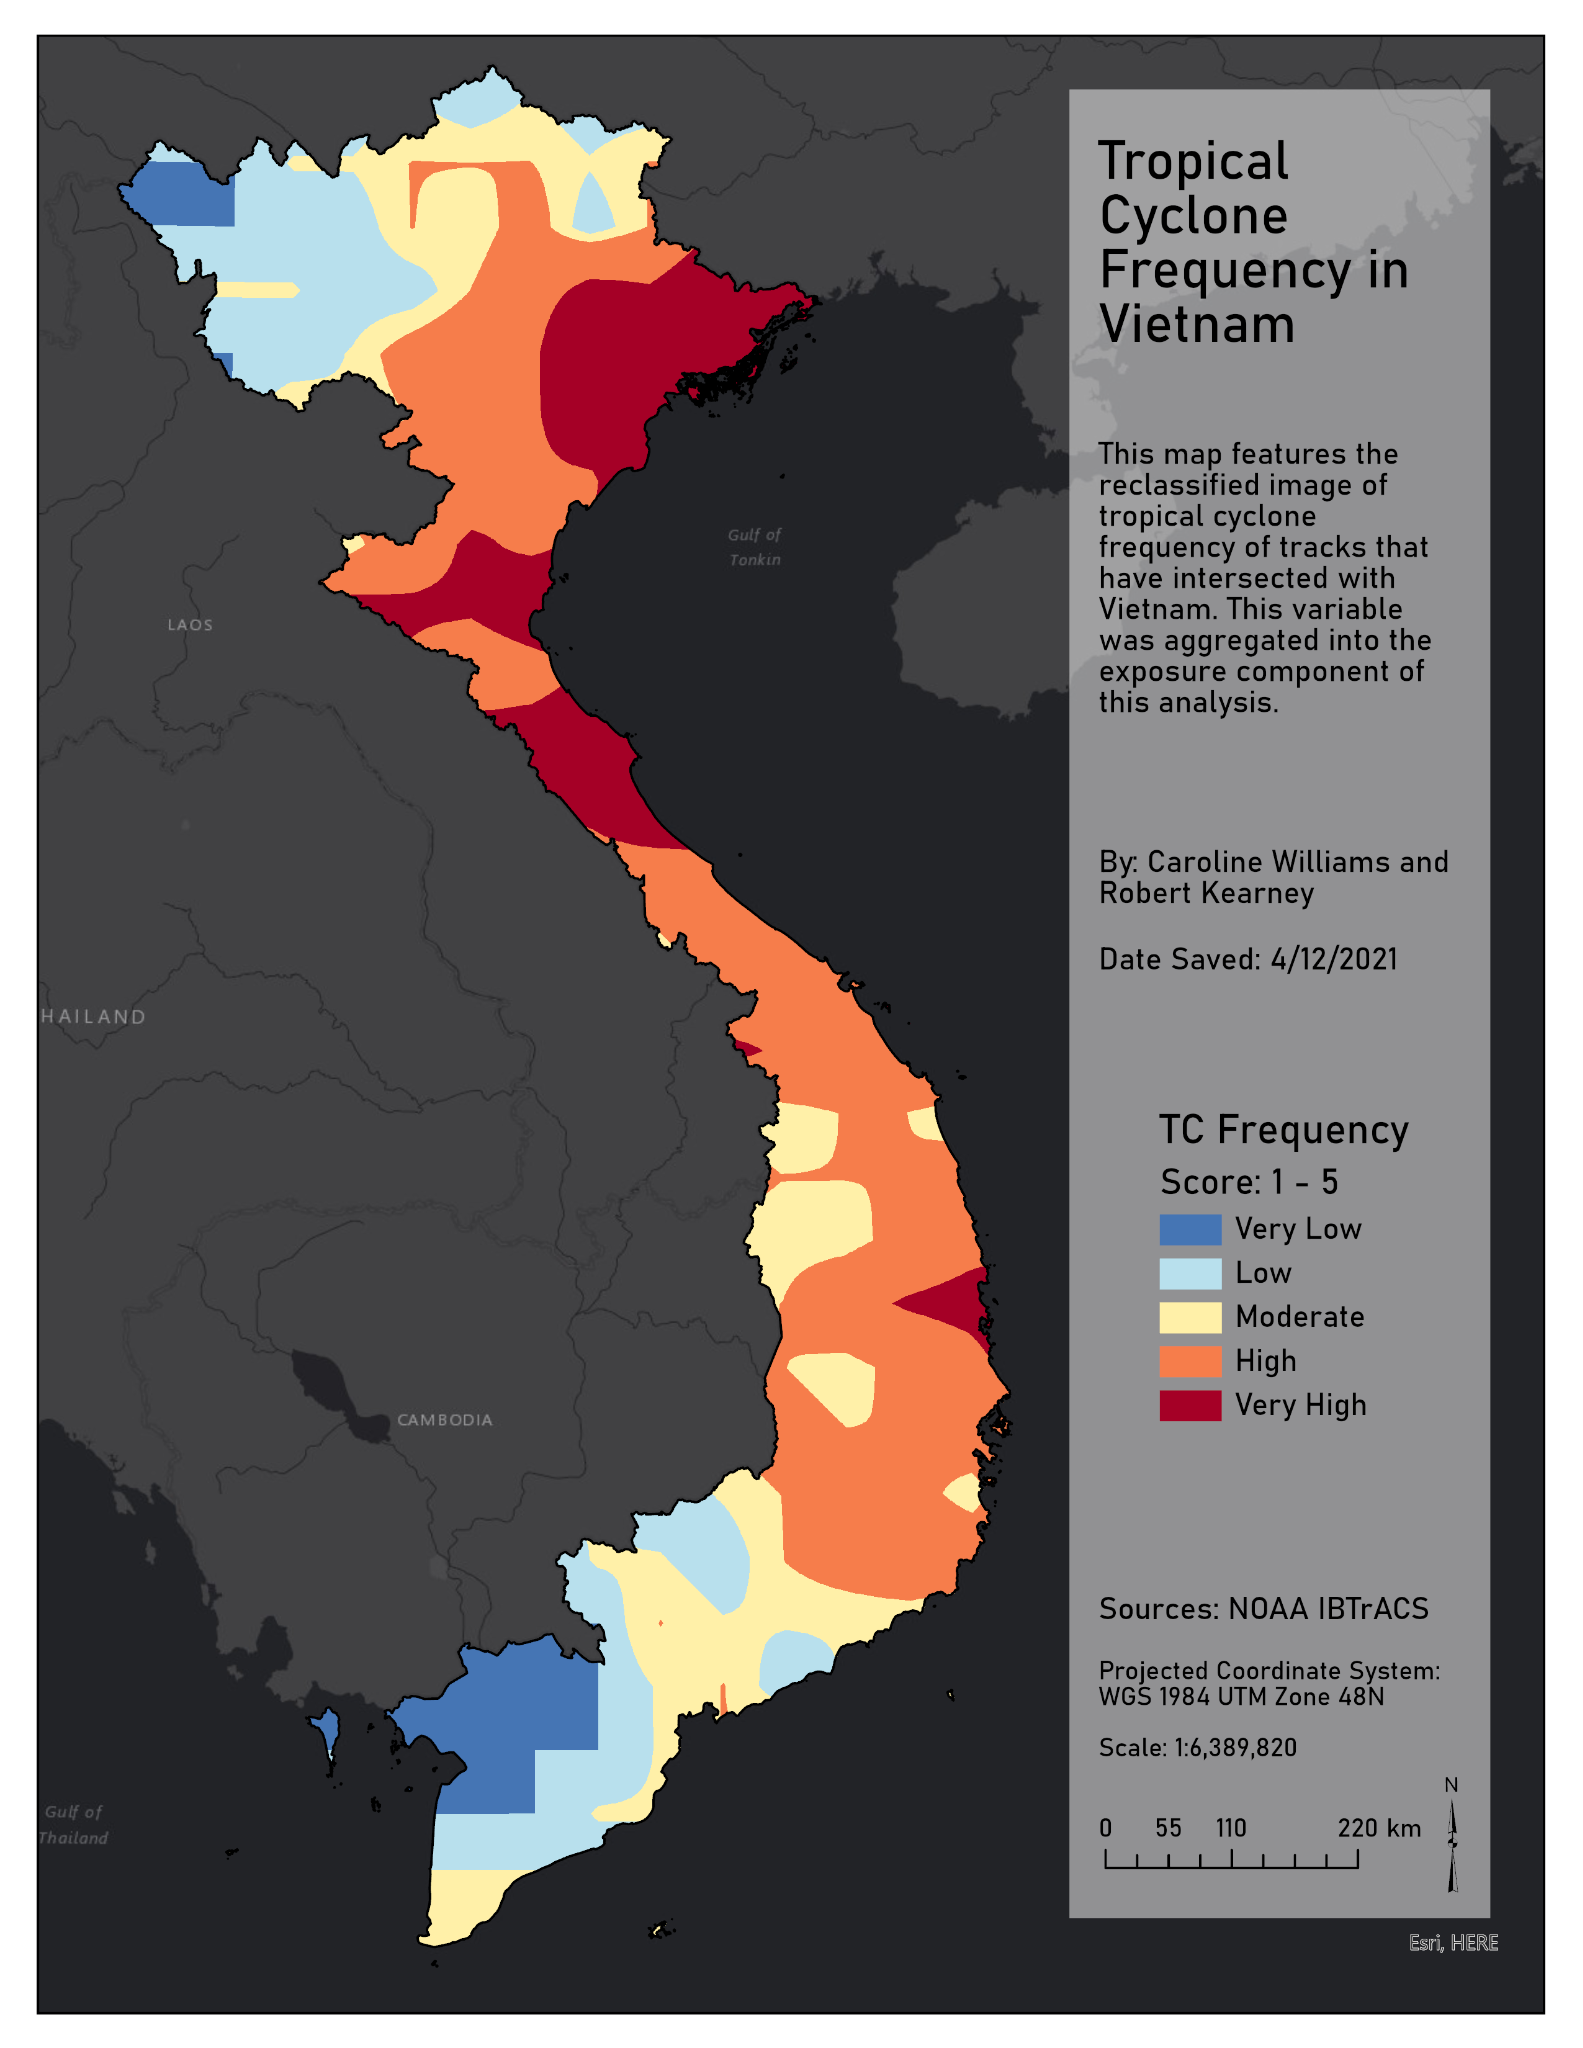 Tropical
Cyclone
Frequency in
Vietnam
This map features the
reclassified image of
tropical cyclone
frequency of tracks that
have intersected with
Vietnam. This variable
was aggregated into the
exposure component of
this analysis.
By: Caroline Williams and
Robert Kearney
Date Saved: 4/12/2021
TC Frequency
Score: 1 - 5
Very Low
Low
Moderate
High
Very High
Sources: NOAA IBTrACS
Projected Coordinate System:
WGS 1984 UTM Zone 48N
Scale: 1:6,389,820
N
0 55 110 220 km
Esri, HERE
Gulf of
Tonkin
LAOS
HAILAND
CAMBODIA
Gulf of
Thailand